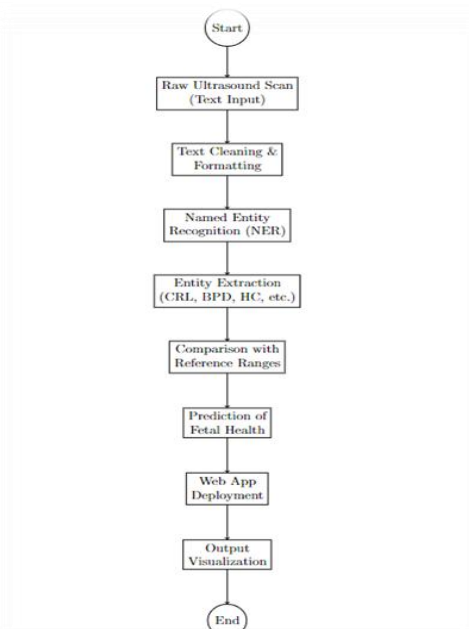 Start
Raw Ultrasound Scan
(Text Input)
Text Cleaning &
Formatting
Named Entity
Recognition (NER)
Entity Extraction
(CRL, BPD, HC, etc.)
Comparison with
Reference Ranges
Prediction of
Fetal Health
Web App
Deployment
Output
Visualization
End